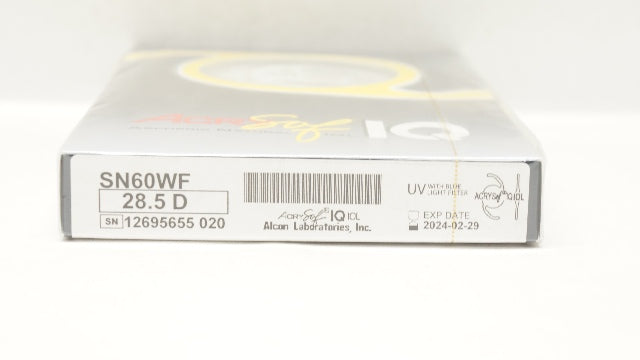 AcrySof IQ
SN60WF
28.5 D
SN 12695655 020
ACRYSof® IQ IOL
Alcon Laboratories, Inc.
UV WITH BLUE
LIGHT FILTER
EXP DATE
2024-02-29
ACRYSof IQ IOL